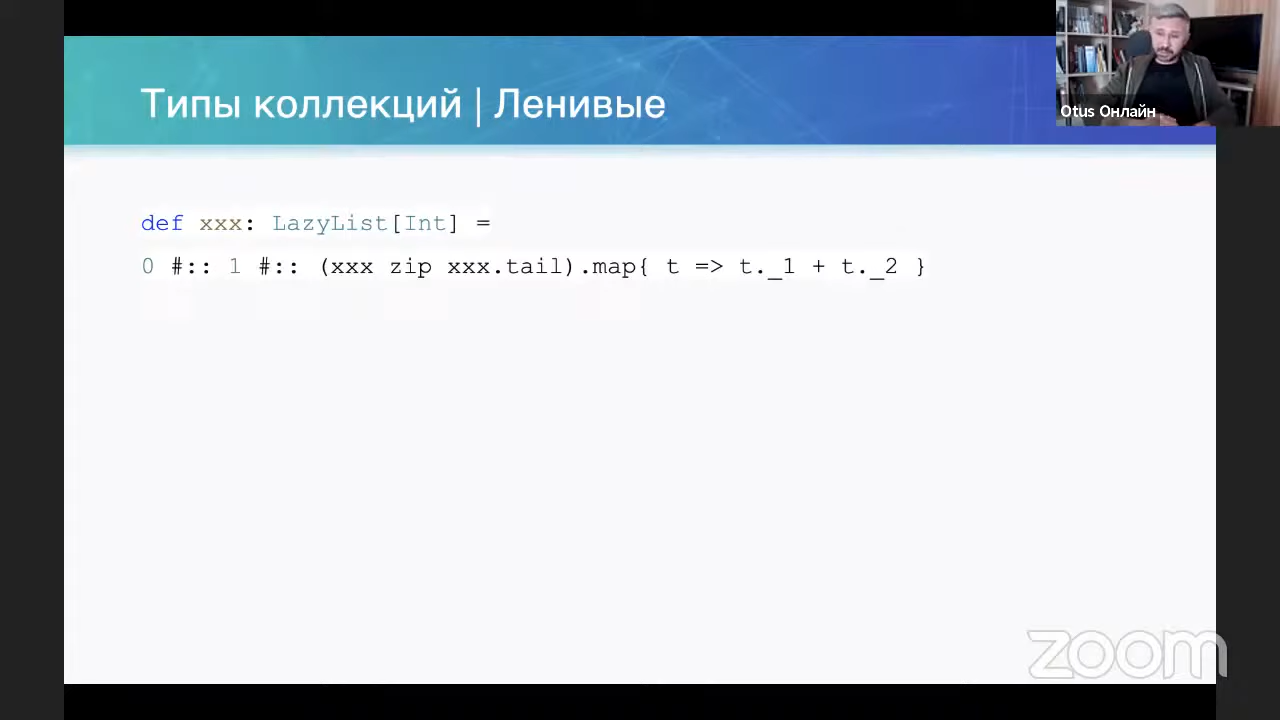 Типы коллекций | Ленивые
Otus Онлайн
def xxx: LazyList[Int] =
0 #:: 1 #:: (xxx zip xxx.tail).map{ t => t._1 + t._2 }
zoom